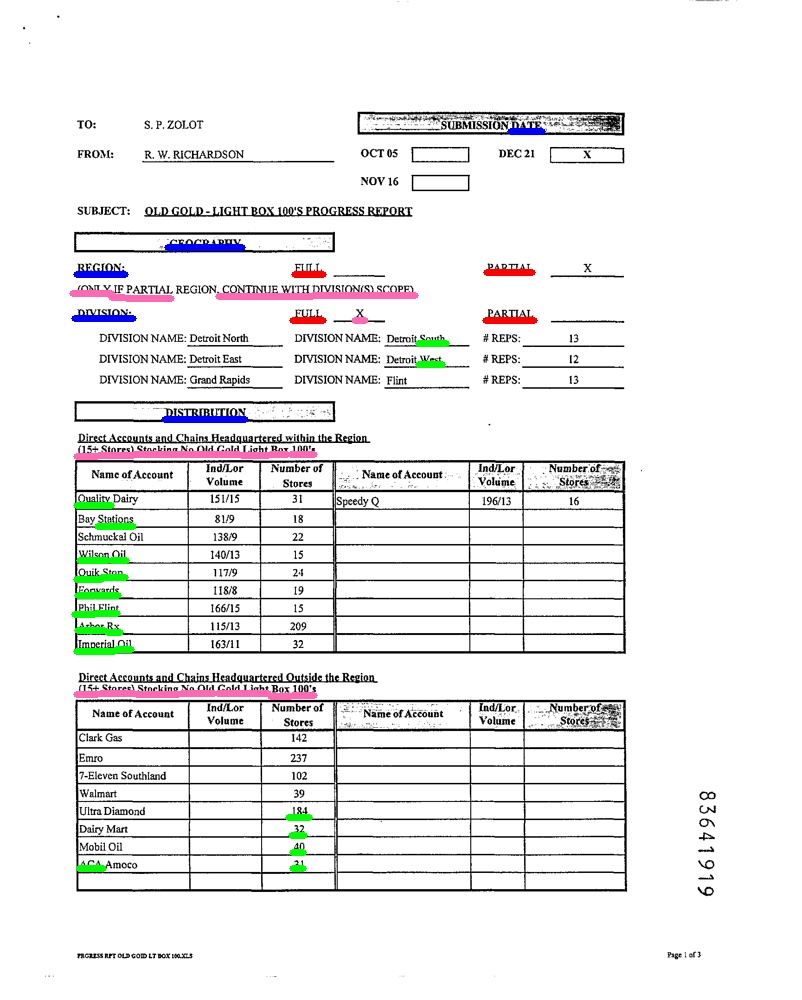 TO: S. P. ZOLOT
SUBMISSION DATE
FROM: R. W. RICHARDSON
OCT 05 DEC 21 X
NOV 16
SUBJECT: OLD GOLD - LIGHT BOX 100'S PROGRESS REPORT
GEOGRAPHY
REGION: FULL PARTIAL X
(ONLY IF PARTIAL REGION, CONTINUE WITH DIVISION(S) SCOPE)
DIVISION: FULL X PARTIAL
DIVISION NAME: Detroit North DIVISION NAME: Detroit South # REPS: 13
DIVISION NAME: Detroit East DIVISION NAME: Detroit West # REPS: 12
DIVISION NAME: Grand Rapids DIVISION NAME: Flint # REPS: 13
DISTRIBUTION
Direct Accounts and Chains Headquartered within the Region
(15+ Stores) Stocking No Old Gold Light Box 100's
Name of Account Ind/Lor Volume Number of Stores Name of Account Ind/Lor Volume Number of Stores
Quality Dairy 151/15 31 Speedy Q 196/13 16
Bay Stations 81/9 18
Schmuckal Oil 138/9 22
Wilson Oil 140/13 15
Quik Stop 117/9 24
Forwards 118/8 19
Phil Flint 166/15 15
Arbor Rx 115/13 209
Imperial Oil 163/11 32
Direct Accounts and Chains Headquartered Outside the Region
(15+ Stores) Stocking No Old Gold Light Box 100's
Name of Account Ind/Lor Volume Number of Stores Name of Account Ind/Lor Volume Number of Stores
Clark Gas 142
Emro 237
7-Eleven Southland 102
Walmart 39
Ultra Diamond 184
Dairy Mart 32
Mobil Oil 40
ACA Amoco 31
83641919
PRGRESS RPT OLD GOLD LT BOX 100.XLS
Page 1 of 3